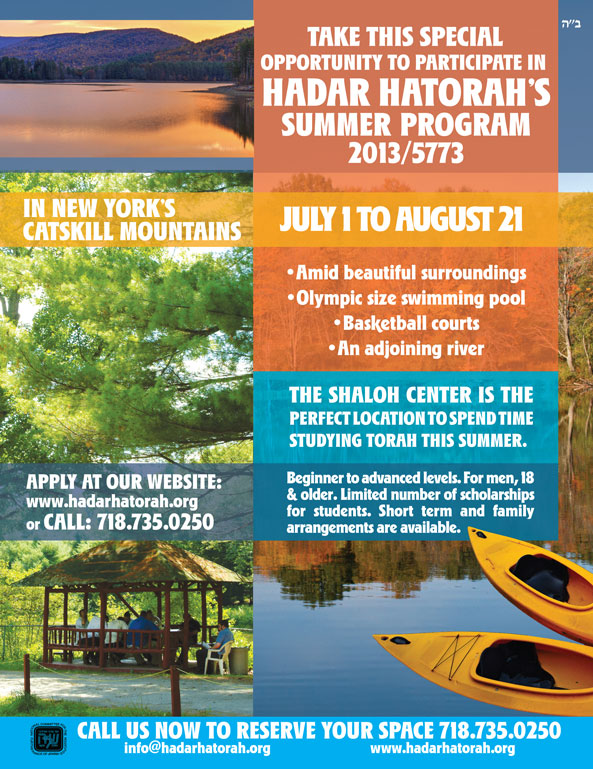 ב"ה
TAKE THIS SPECIAL
OPPORTUNITY TO PARTICIPATE IN
HADAR HATORAH'S
SUMMER PROGRAM
2013/5773
IN NEW YORK'S
CATSKILL MOUNTAINS
JULY 1 TO AUGUST 21
•Amid beautiful surroundings
•Olympic size swimming pool
•Basketball courts
•An adjoining river
THE SHALOH CENTER IS THE
PERFECT LOCATION TO SPEND TIME
STUDYING TORAH THIS SUMMER.
APPLY AT OUR WEBSITE:
www.hadarhatorah.org
or CALL: 718.735.0250
Beginner to advanced levels. For men, 18
& older. Limited number of scholarships
for students. Short term and family
arrangements are available.
CALL US NOW TO RESERVE YOUR SPACE 718.735.0250
info@hadarhatorah.org www.hadarhatorah.org